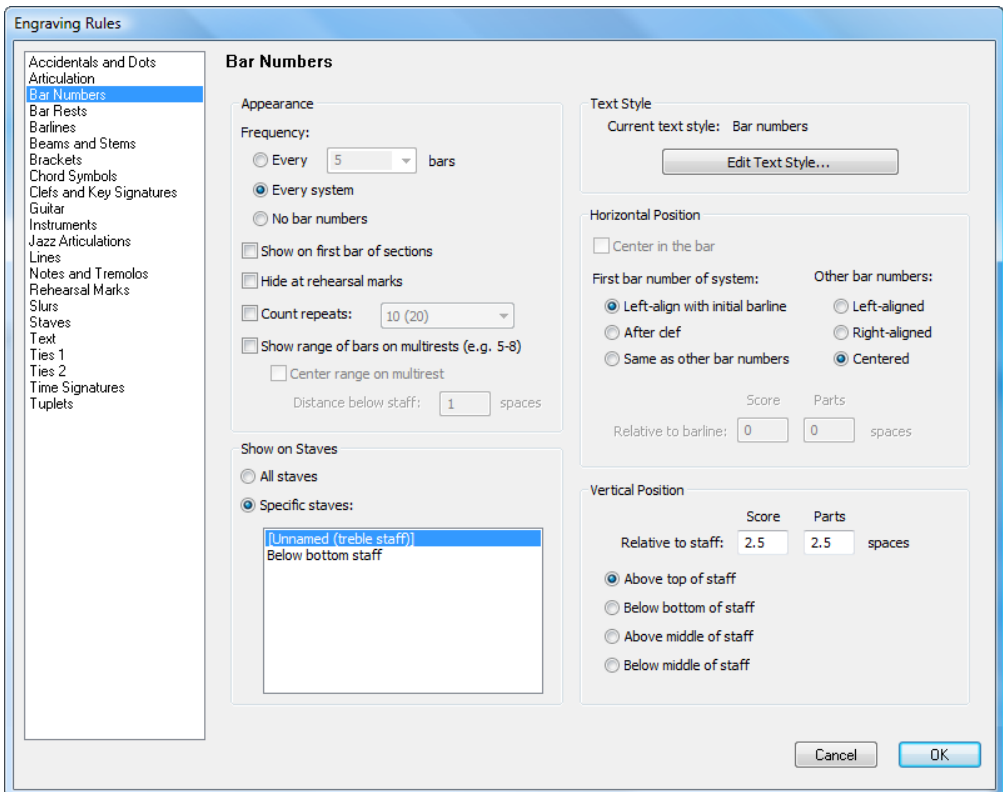 Engraving Rules
Accidentals and Dots
Articulation
Bar Numbers
Bar Rests
Barlines
Beams and Stems
Brackets
Chord Symbols
Clefs and Key Signatures
Guitar
Instruments
Jazz Articulations
Lines
Notes and Tremolos
Rehearsal Marks
Slurs
Staves
Text
Ties 1
Ties 2
Time Signatures
Tuplets
Bar Numbers
Appearance
Frequency:
Every 5 bars
Every system
No bar numbers
Show on first bar of sections
Hide at rehearsal marks
Count repeats: 10 (20)
Show range of bars on multirests (e.g. 5-8)
Center range on multirest
Distance below staff: 1 spaces
Show on Staves
All staves
Specific staves:
[Unnamed (treble staff)]
Below bottom staff
Text Style
Current text style: Bar numbers
Edit Text Style...
Horizontal Position
Center in the bar
First bar number of system: Other bar numbers:
Left-align with initial barline Left-aligned
After clef Right-aligned
Same as other bar numbers Centered
Score Parts
Relative to barline: 0 0 spaces
Vertical Position
Score Parts
Relative to staff: 2.5 2.5 spaces
Above top of staff
Below bottom of staff
Above middle of staff
Below middle of staff
Cancel OK